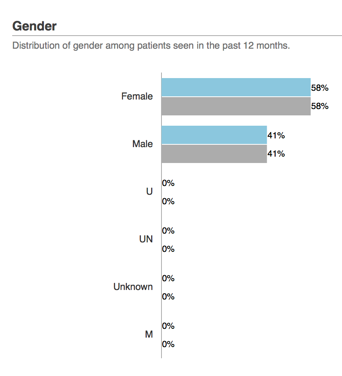 Gender
Distribution of gender among patients seen in the past 12 months.
58%
Female
58%
41%
Male
41%
0%
U
0%
0%
UN
0%
0%
Unknown
0%
0%
M
0%